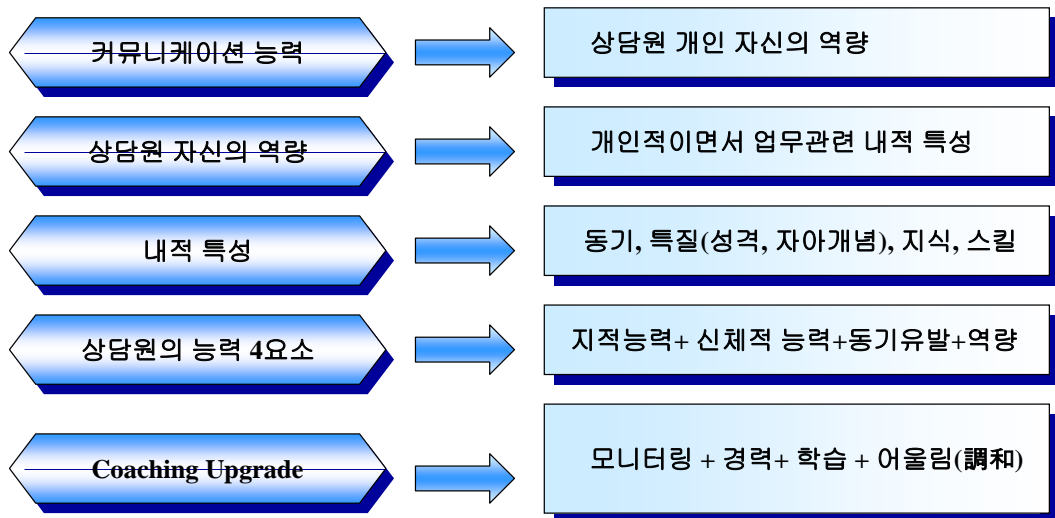 커뮤니케이션 능력
상담원 개인 자신의 역량
상담원 자신의 역량
개인적이면서 업무관련 내적 특성
내적 특성
동기, 특질(성격, 자아개념), 지식, 스킬
상담원의 능력 4요소
지적능력+ 신체적 능력+동기유발+역량
Coaching Upgrade
모니터링 + 경력+ 학습 + 어울림(調和)